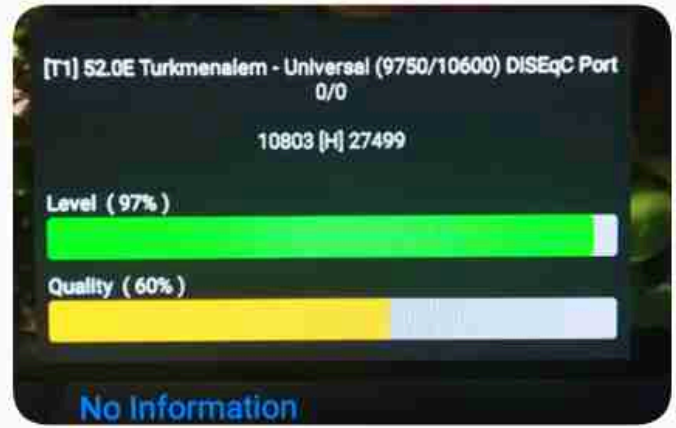 [T1] 52.0E Turkmenalem - Universal (9750/10600) DiSEqC Port
0/0
10803 [H] 27499
Level ( 97% )
Quality ( 60% )
No Information